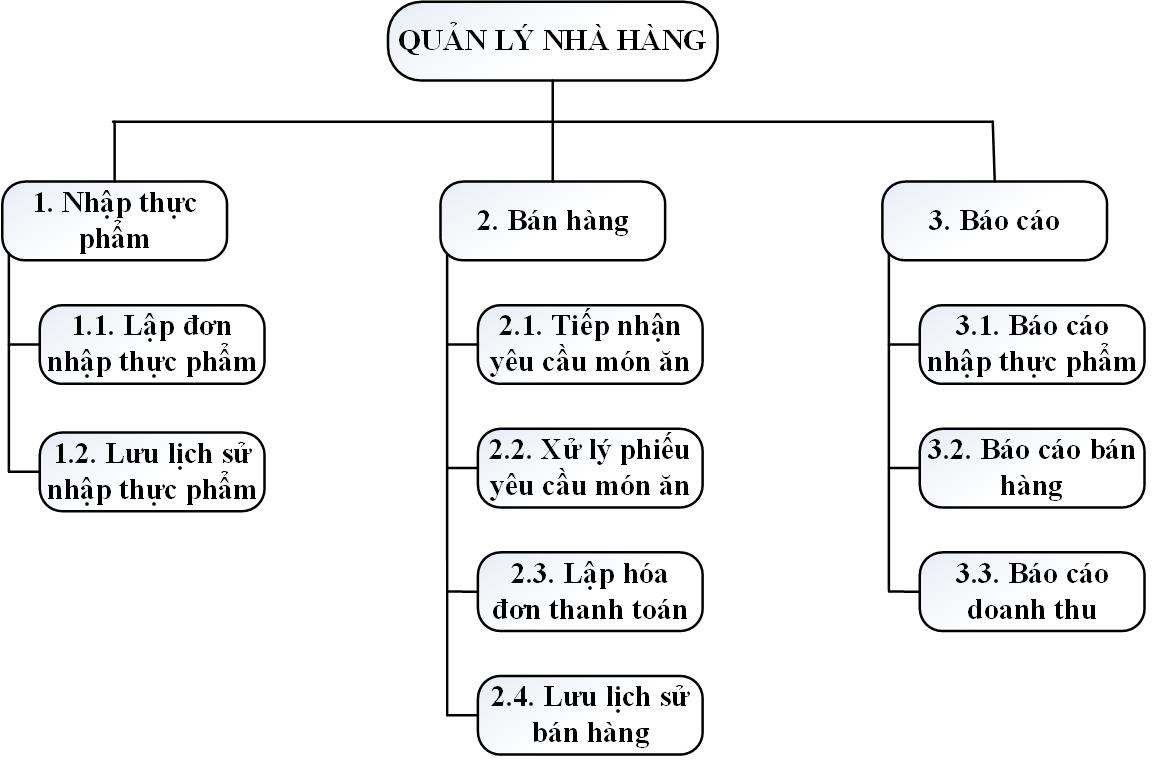 QUẢN LÝ NHÀ HÀNG
1. Nhập thực
phẩm
1.1. Lập đơn
nhập thực phẩm
1.2. Lưu lịch sử
nhập thực phẩm
2. Bán hàng
2.1. Tiếp nhận
yêu cầu món ăn
2.2. Xử lý phiếu
yêu cầu món ăn
2.3. Lập hóa
đơn thanh toán
2.4. Lưu lịch sử
bán hàng
3. Báo cáo
3.1. Báo cáo
nhập thực phẩm
3.2. Báo cáo bán
hàng
3.3. Báo cáo
doanh thu